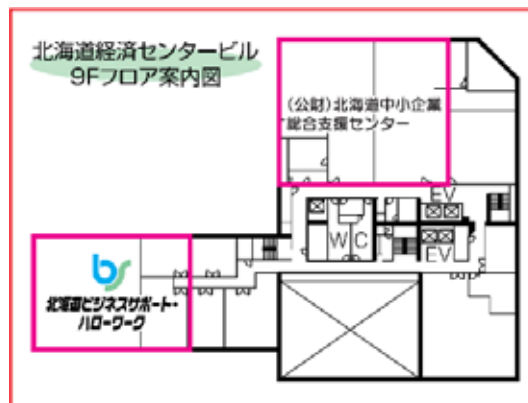 北海道経済センタービル
9Fフロア案内図
(公財)北海道中小企業
総合支援センター
EV
WC
EV
bs
北海道ビジネスサポート・
ハローワーク